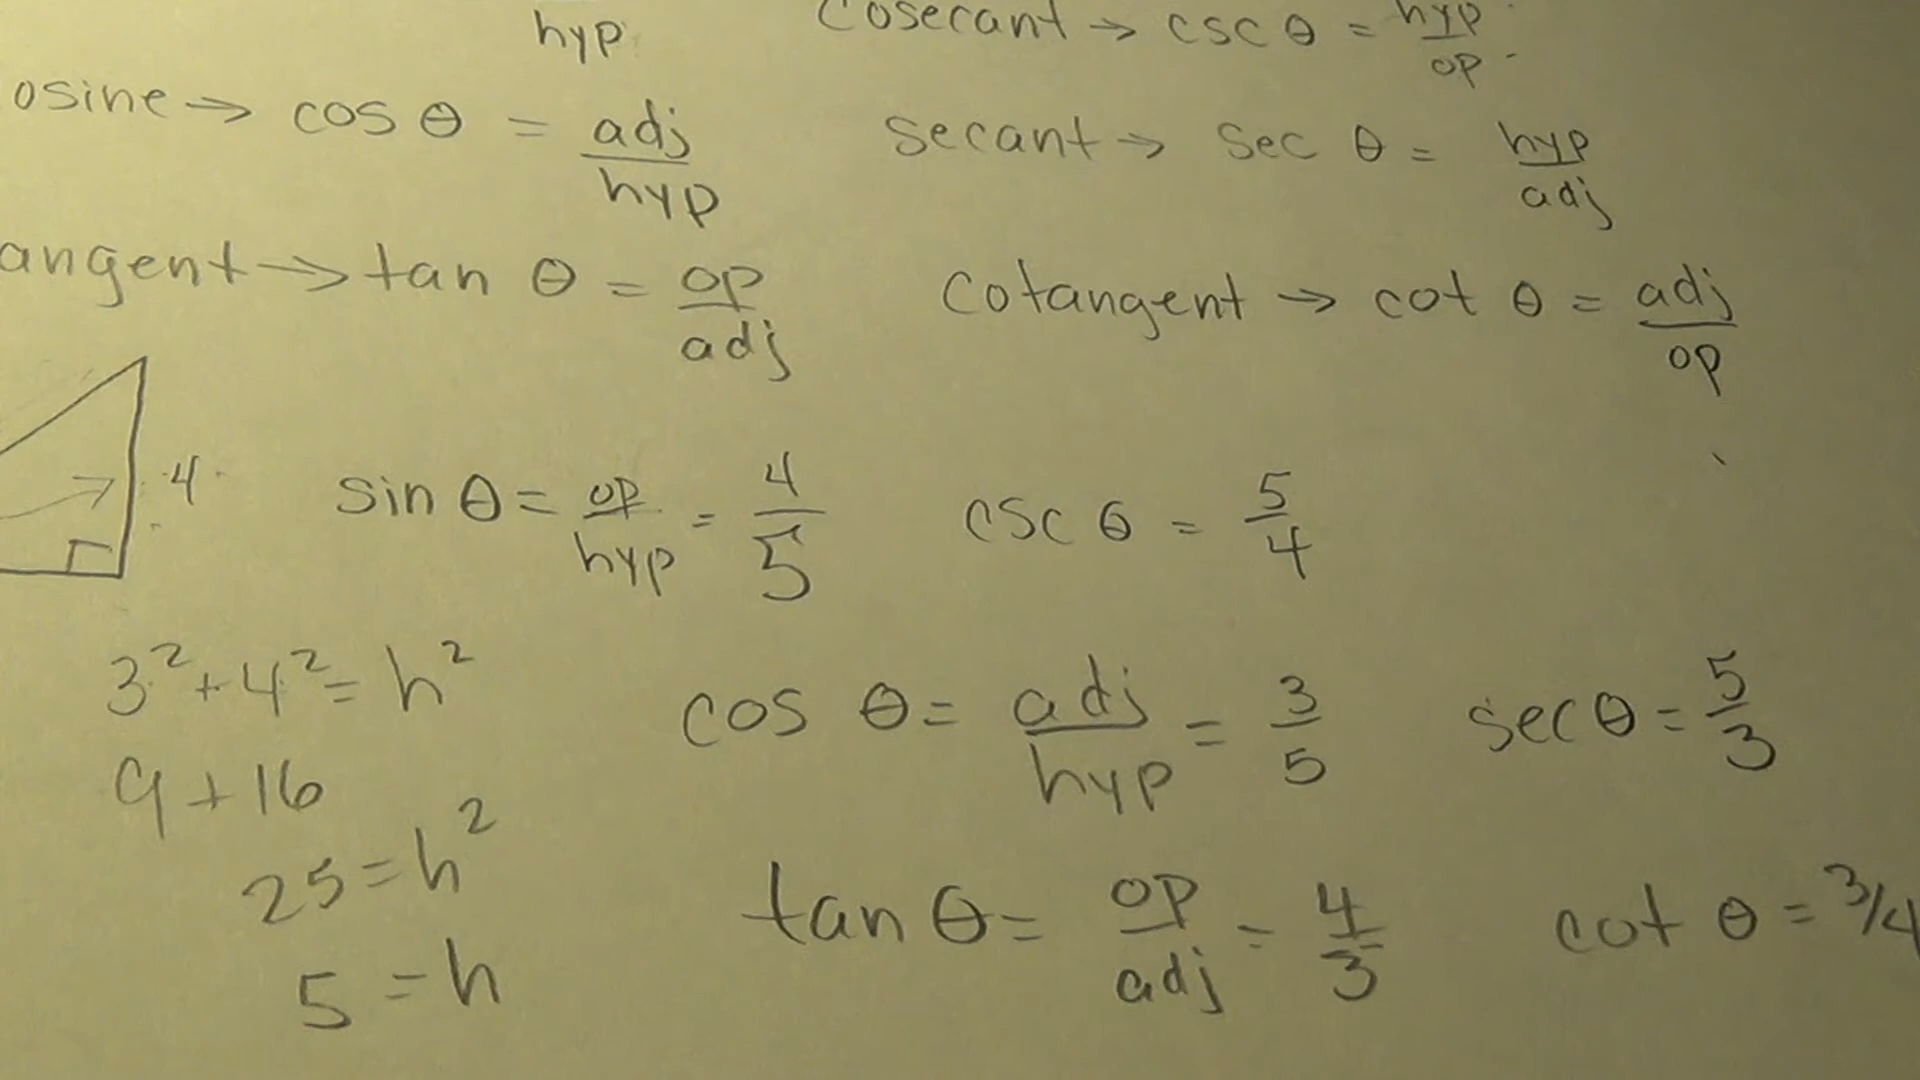 hyp Cosecant → csc θ = hyp/op
osine → cos θ = adj/hyp secant → sec θ = hyp/adj
angent → tan θ = op/adj Cotangent → cot θ = adj/op
4 sin θ = op/hyp = 4/5 csc θ = 5/4
3² + 4² = h² cos θ = adj/hyp = 3/5 sec θ = 5/3
9 + 16
25 = h² tan θ = op/adj = 4/3 cot θ = 3/4
5 = h